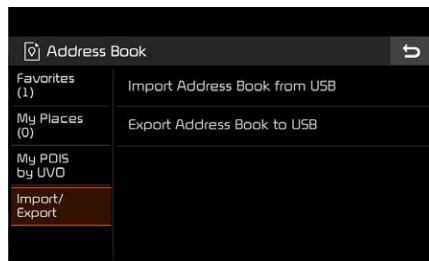 Address Book
Favorites
(1)
Import Address Book from USB
My Places
(0)
Export Address Book to USB
My POIS
by UVO
Import/
Export